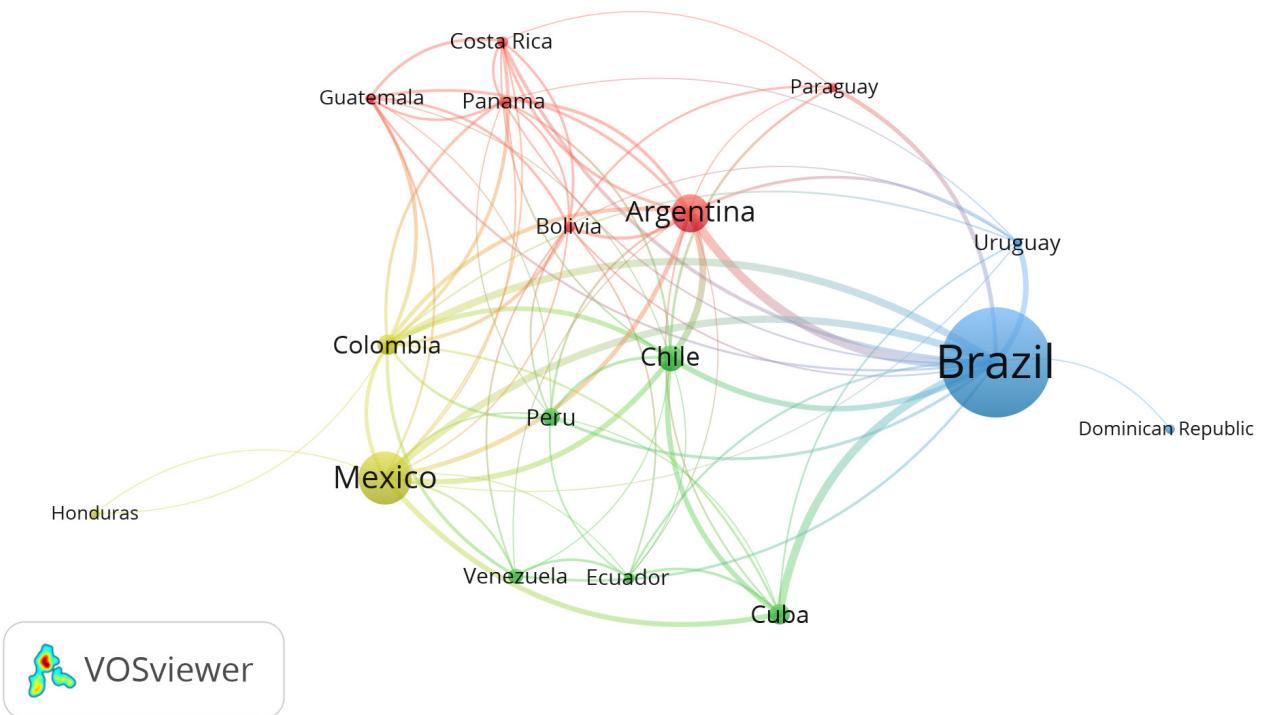 Costa Rica
Paraguay
Guatemala
Panama
Argentina
Bolivia
Uruguay
Colombia
Chile
Brazil
Peru
Dominican Republic
Mexico
Honduras
Venezuela
Ecuador
Cuba
VOSviewer